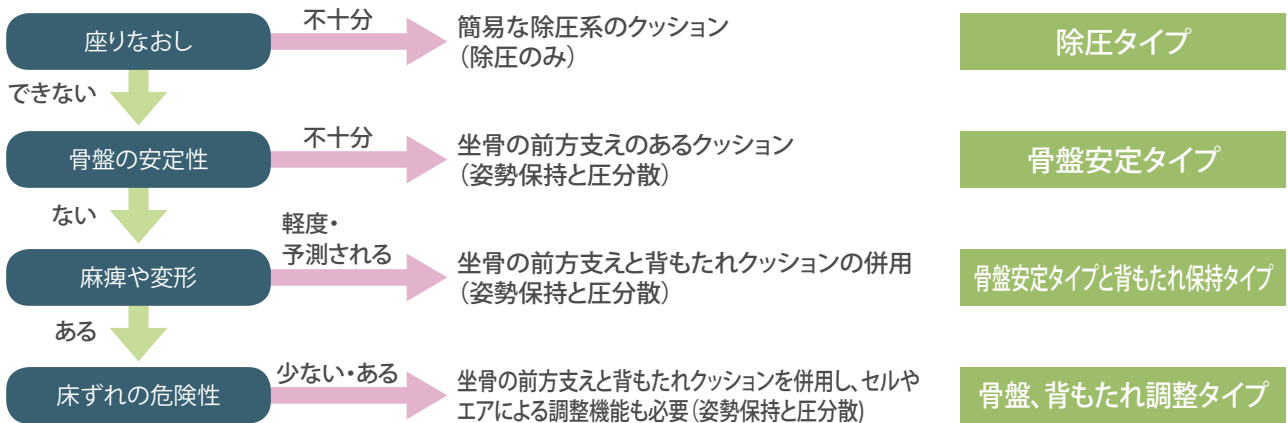 座りなおし
不十分
簡易な除圧系のクッション
（除圧のみ）
除圧タイプ
できない
骨盤の安定性
不十分
坐骨の前方支えのあるクッション
（姿勢保持と圧分散）
骨盤安定タイプ
ない
麻痺や変形
軽度・
予測される
坐骨の前方支えと背もたれクッションの併用
（姿勢保持と圧分散）
骨盤安定タイプと背もたれ保持タイプ
ある
床ずれの危険性
少ない・ある
坐骨の前方支えと背もたれクッションを併用し、セルや
エアによる調整機能も必要（姿勢保持と圧分散)
骨盤、背もたれ調整タイプ